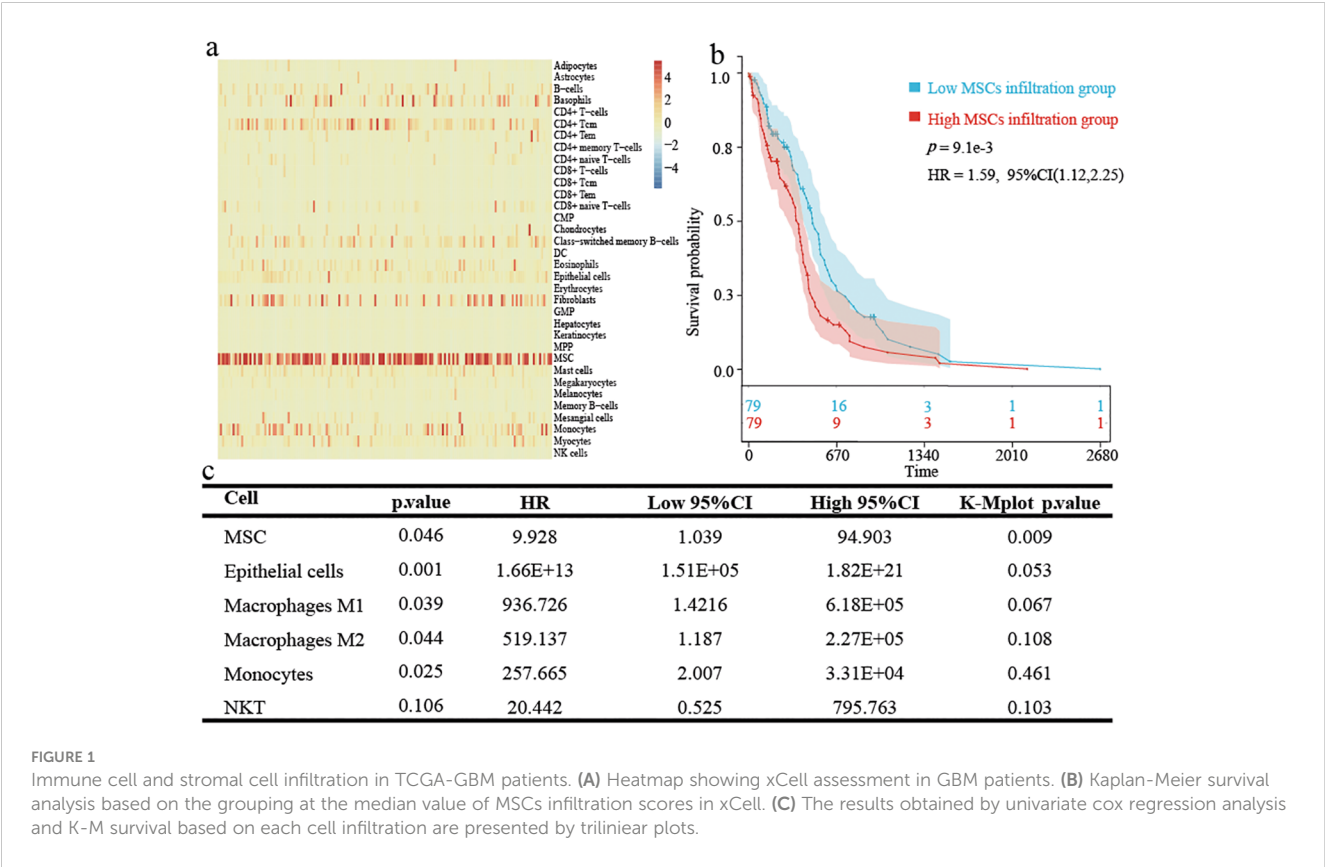 a
Adipocytes
Astrocytes
B−cells
Basophils
CD4+ T−cells
CD4+ Tcm
CD4+ Tem
CD4+ memory T−cells
CD4+ naive T−cells
CD8+ T−cells
CD8+ Tcm
CD8+ Tem
CD8+ naive T−cells
CMP
Chondrocytes
Class−switched memory B−cells
DC
Eosinophils
Epithelial cells
Erythrocytes
Fibroblasts
GMP
Hepatocytes
Keratinocytes
MPP
MSC
Mast cells
Megakaryocytes
Melanocytes
Memory B−cells
Mesangial cells
Monocytes
Myocytes
NK cells
4
2
0
−2
−4
b
Survival probability
1.0
0.8
0.5
0.3
0.0
Low MSCs infiltration group
High MSCs infiltration group
p = 9.1e-3
HR = 1.59, 95%CI(1.12,2.25)
79 16 3 1 1
79 9 3 1 1
0 670 1340 2010 2680
Time
c
Cell p.value HR Low 95%CI High 95%CI K-Mplot p.value
MSC 0.046 9.928 1.039 94.903 0.009
Epithelial cells 0.001 1.66E+13 1.51E+05 1.82E+21 0.053
Macrophages M1 0.039 936.726 1.4216 6.18E+05 0.067
Macrophages M2 0.044 519.137 1.187 2.27E+05 0.108
Monocytes 0.025 257.665 2.007 3.31E+04 0.461
NKT 0.106 20.442 0.525 795.763 0.103
FIGURE 1
Immune cell and stromal cell infiltration in TCGA-GBM patients. (A) Heatmap showing xCell assessment in GBM patients. (B) Kaplan-Meier survival
analysis based on the grouping at the median value of MSCs infiltration scores in xCell. (C) The results obtained by univariate cox regression analysis
and K-M survival based on each cell infiltration are presented by triliniear plots.